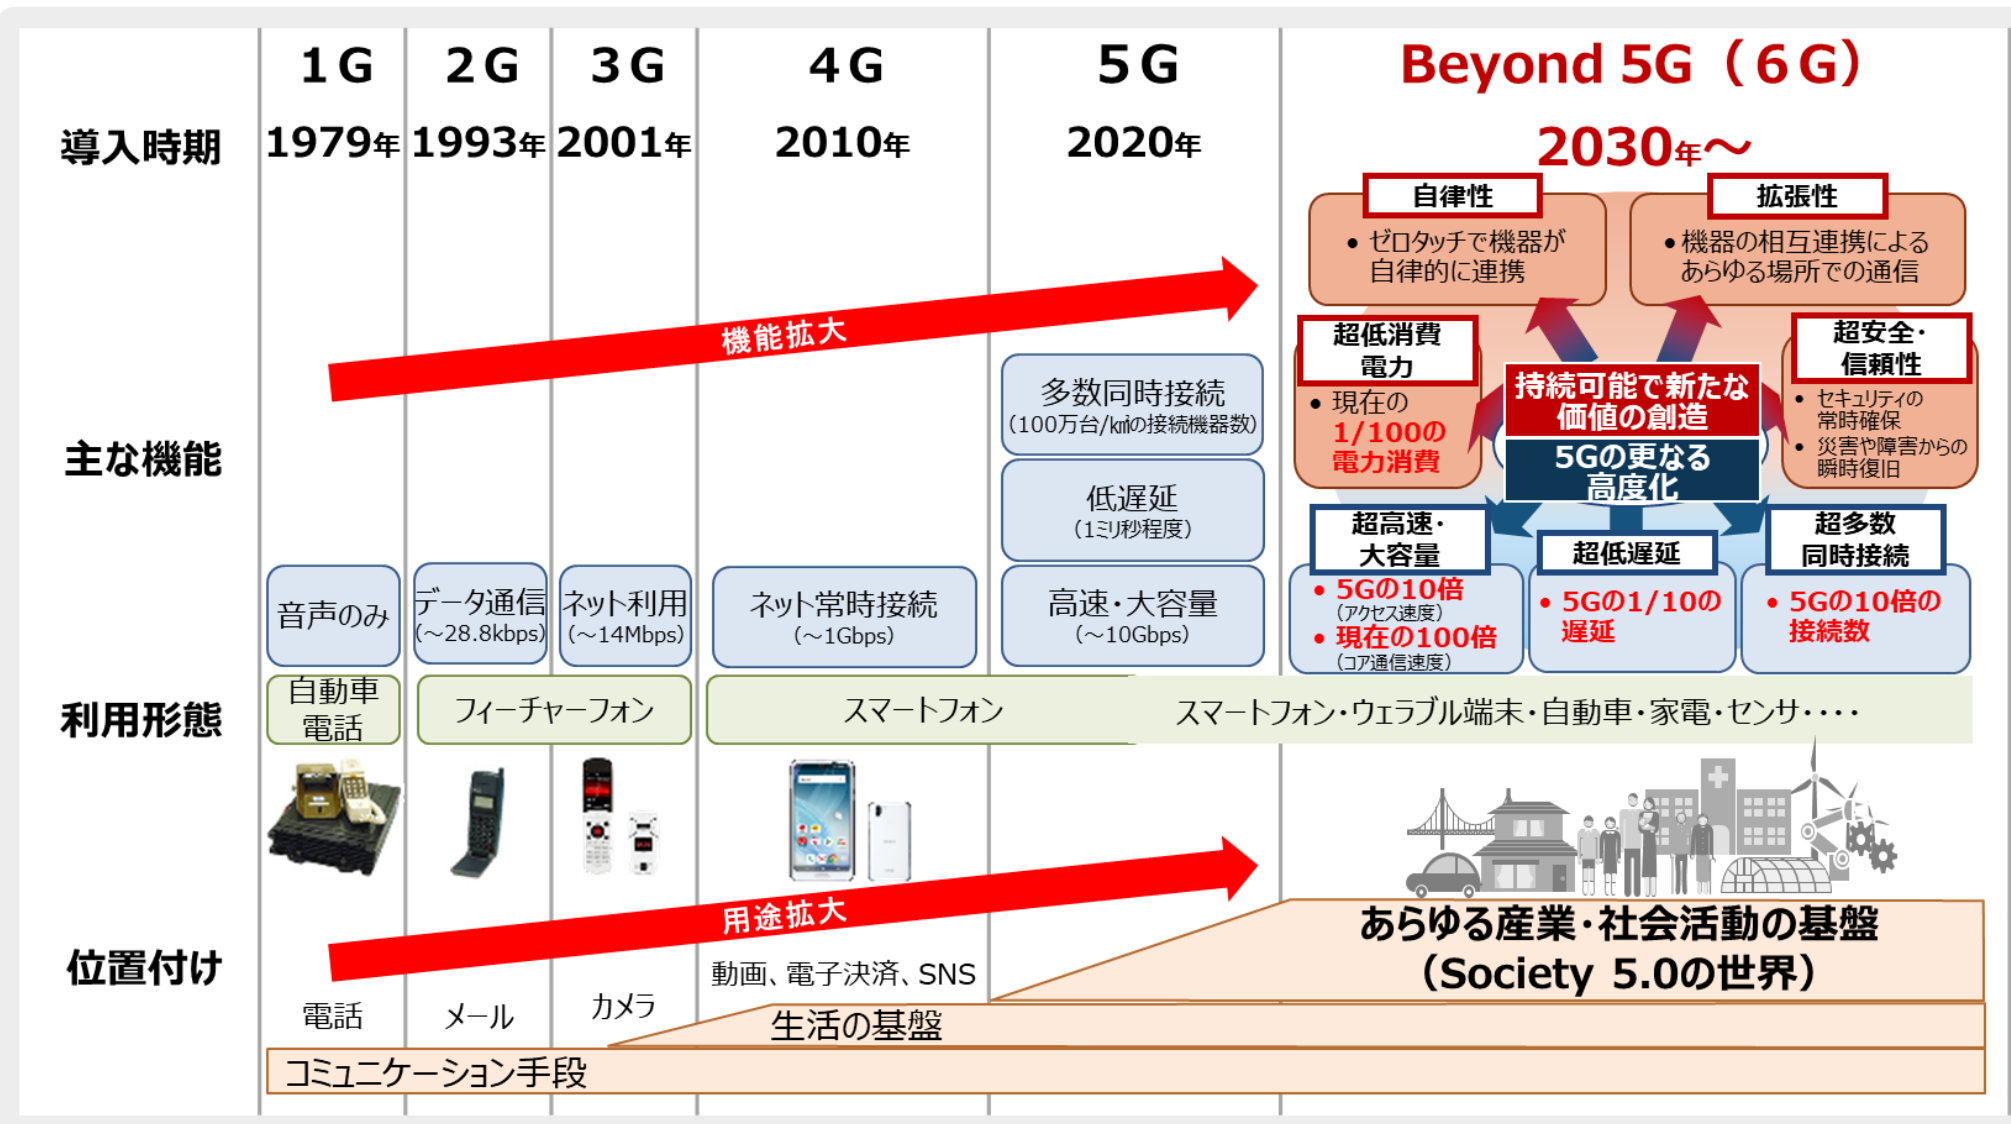 1G
2G
3G
4G
5G
Beyond 5G（6G）
導入時期
1979年
1993年
2001年
2010年
2020年
2030年～
主な機能
機能拡大
音声のみ
データ通信
(～28.8kbps)
ネット利用
(～14Mbps)
ネット常時接続
(～1Gbps)
多数同時接続
(100万台/㎢の接続機器数)
低遅延
(1ミリ秒程度)
高速・大容量
(～10Gbps)
自律性
• ゼロタッチで機器が
自律的に連携
拡張性
• 機器の相互連携による
あらゆる場所での通信
超低消費
電力
• 現在の
1/100の
電力消費
持続可能で新たな
価値の創造
5Gの更なる
高度化
超安全・
信頼性
• セキュリティの
常時確保
• 災害や障害からの
瞬時復旧
超高速・
大容量
• 5Gの10倍
(アクセス速度)
• 現在の100倍
(コア通信速度)
超低遅延
• 5Gの1/10の
遅延
超多数
同時接続
• 5Gの10倍の
接続数
利用形態
自動車
電話
フィーチャーフォン
スマートフォン
スマートフォン・ウェラブル端末・自動車・家電・センサ・・・・
位置付け
用途拡大
電話
メール
カメラ
動画、電子決済、SNS
あらゆる産業・社会活動の基盤
（Society 5.0の世界）
生活の基盤
コミュニケーション手段